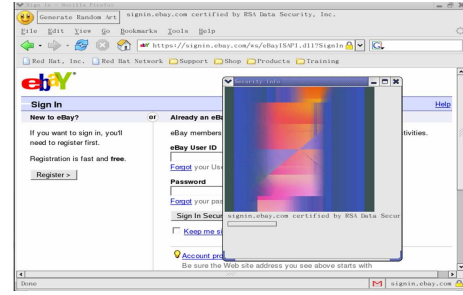 Sign In - Mozilla Firefox
Generate Random Art signin.ebay.com certified by RSA Data Security, Inc.
File Edit View Go Bookmarks Tools Help
https://signin.ebay.com/ws/eBayISAPI.dll?SignIn
Red Hat, Inc. Red Hat Network Support Shop Products Training
ebY
Sign In
Help
New to eBay? or Already an eBa
If you want to sign in, you'll
need to register first.
Registration is fast and free.
Register >
eBay members
tivities.
eBay User ID
Forgot your Use
Password
Forgot your pas
Sign In Secur
Keep me si
Account pro
Be sure the Web site address you see above starts with
Security Info
signin.ebay.com certified by RSA Data Secur
Done
signin.ebay.com